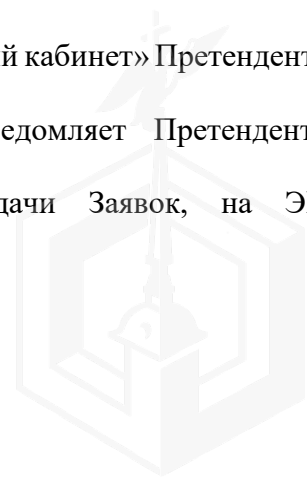 й кабинет» Претендент
едомляет Претендент
дачи Заявок, на Э